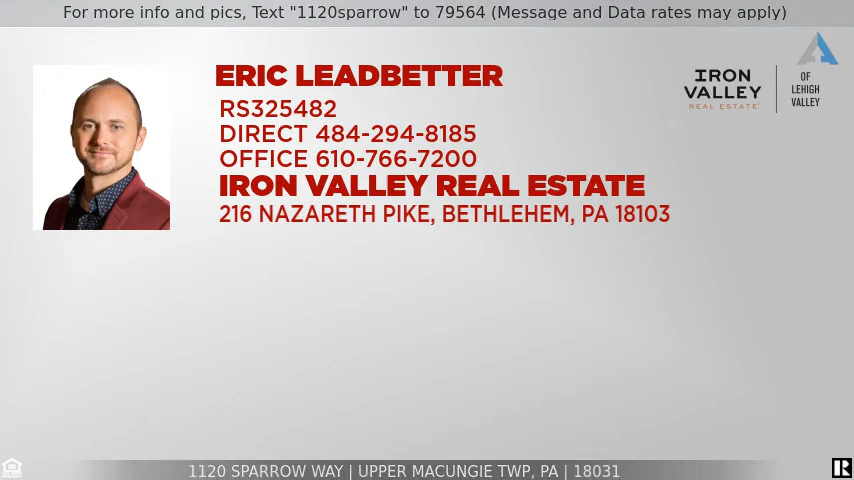 For more info and pics, Text "1120sparrow" to 79564 (Message and Data rates may apply)
ERIC LEADBETTER
RS325482
DIRECT 484-294-8185
OFFICE 610-766-7200
IRON VALLEY REAL ESTATE
216 NAZARETH PIKE, BETHLEHEM, PA 18103
IRON
VALLEY
REAL ESTATE
OF
LEHIGH
VALLEY
1120 SPARROW WAY | UPPER MACUNGIE TWP, PA | 18031